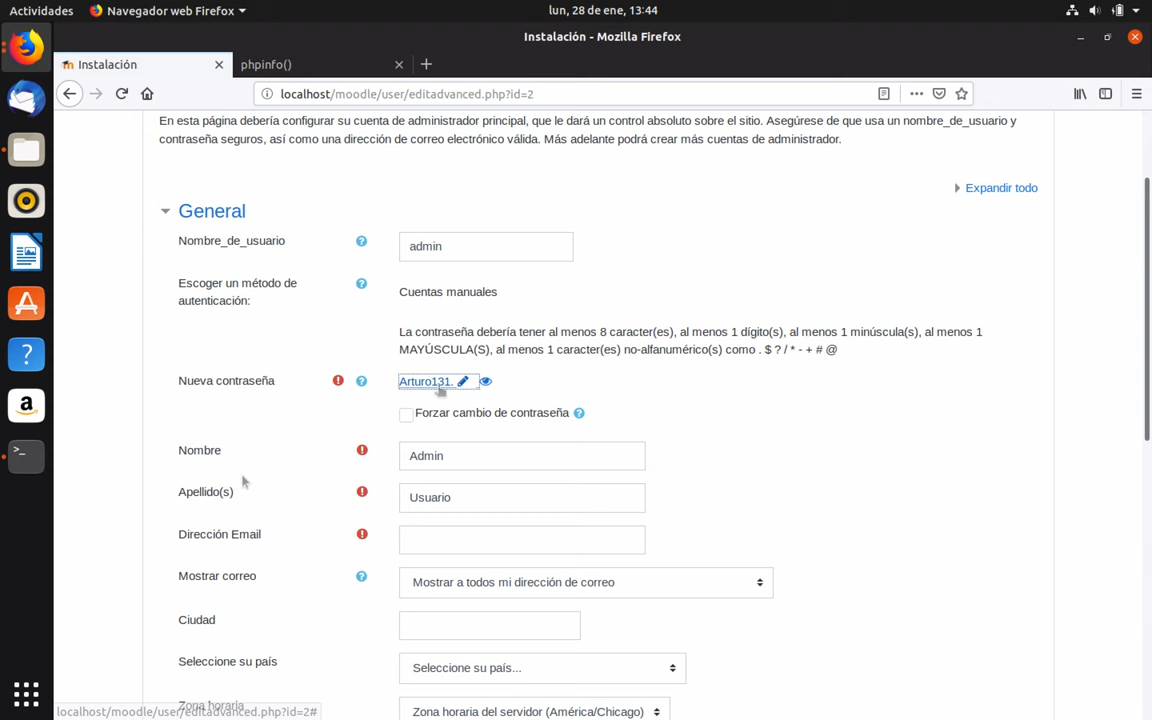 Actividades
Navegador web Firefox
lun, 28 de ene, 13:44
Instalación - Mozilla Firefox
Instalación
phpinfo()
localhost/moodle/user/editadvanced.php?id=2
En esta página debería configurar su cuenta de administrador principal, que le dará un control absoluto sobre el sitio. Asegúrese de que usa un nombre_de_usuario y
contraseña seguros, así como una dirección de correo electrónico válida. Más adelante podrá crear más cuentas de administrador.
Expandir todo
General
Nombre_de_usuario
admin
Escoger un método de
autenticación:
Cuentas manuales
La contraseña debería tener al menos 8 caracter(es), al menos 1 dígito(s), al menos 1 minúscula(s), al menos 1
MAYÚSCULA(S), al menos 1 caracter(es) no-alfanumérico(s) como . $ ? / * - + # @
Nueva contraseña
Arturo131.
Forzar cambio de contraseña
Nombre
Admin
Apellido(s)
Usuario
Dirección Email
Mostrar correo
Mostrar a todos mi dirección de correo
Ciudad
Seleccione su país
Seleccione su país...
Zona horaria
Zona horaria del servidor (América/Chicago)
localhost/moodle/user/editadvanced.php?id=2#